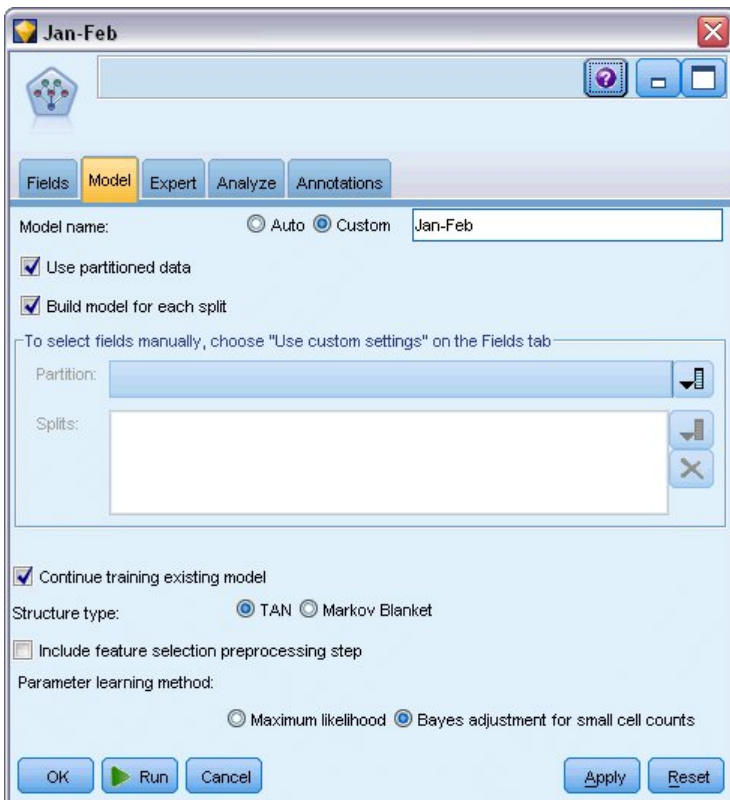 Jan-Feb
Fields Model Expert Analyze Annotations
Model name: Auto Custom Jan-Feb
Use partitioned data
Build model for each split
To select fields manually, choose "Use custom settings" on the Fields tab
Partition:
Splits:
Continue training existing model
Structure type: TAN Markov Blanket
Include feature selection preprocessing step
Parameter learning method:
Maximum likelihood Bayes adjustment for small cell counts
OK Run Cancel Apply Reset